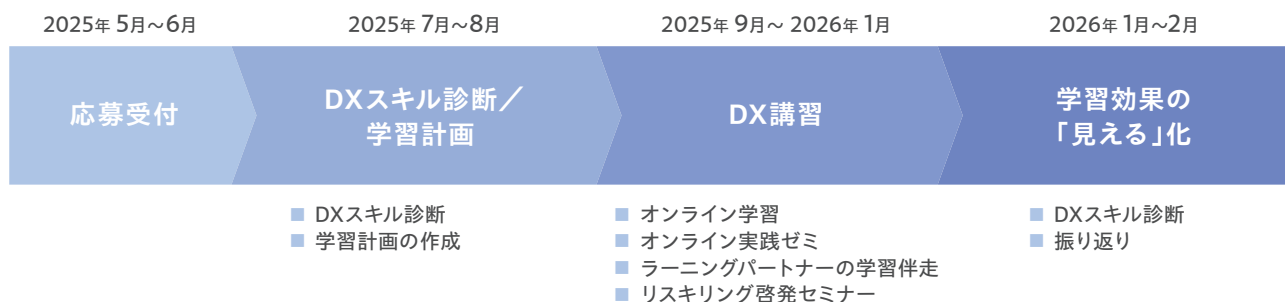 2025年 5月～6月
2025年 7月～8月
2025年 9月～ 2026年 1月
2026年 1月～2月
応募受付
DXスキル診断／
学習計画
DX講習
学習効果の
「見える」化
■ DXスキル診断
■ 学習計画の作成
■ オンライン学習
■ オンライン実践ゼミ
■ ラーニングパートナーの学習伴走
■ リスキリング啓発セミナー
■ DXスキル診断
■ 振り返り